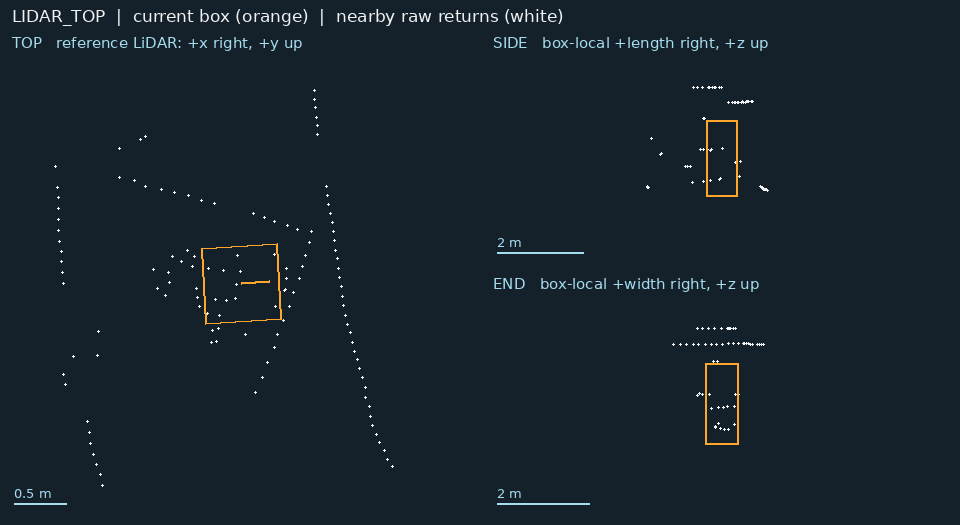 LIDAR_TOP | current box (orange) | nearby raw returns (white)
TOP reference LiDAR: +x right, +y up
SIDE box-local +length right, +z up
2 m
END box-local +width right, +z up
0.5 m
2 m